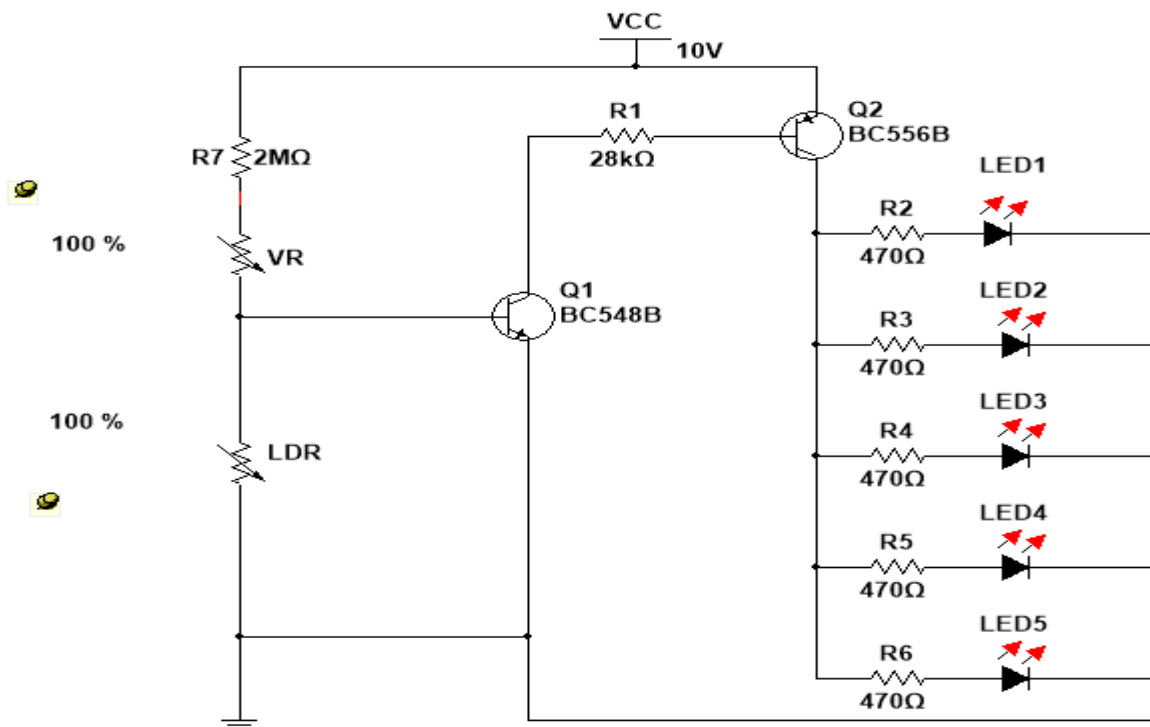 VCC
10V
R1
28kΩ
Q2
BC556B
R7 2MΩ
LED1
R2
470Ω
100 %
VR
Q1
BC548B
LED2
R3
470Ω
100 %
LDR
LED3
R4
470Ω
LED4
R5
470Ω
LED5
R6
470Ω